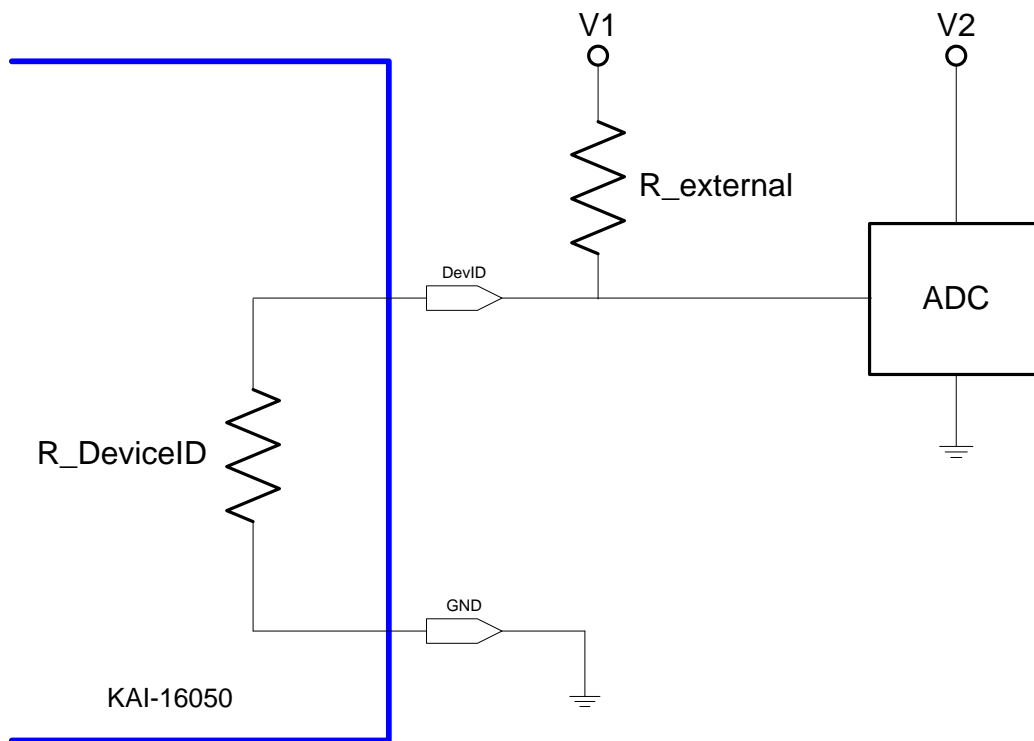 V1
V2
R_external
DevID
ADC
R_DeviceID
GND
KAI-16050